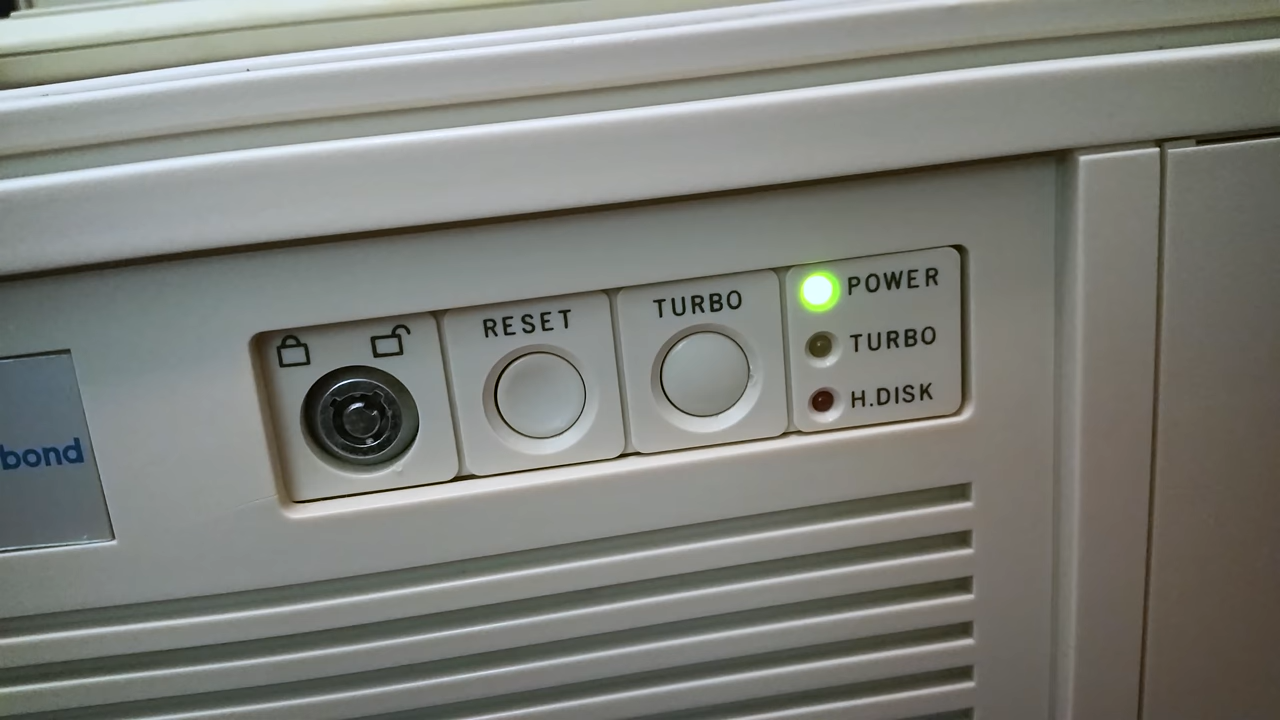 bond
RESET
TURBO
POWER
TURBO
H.DISK